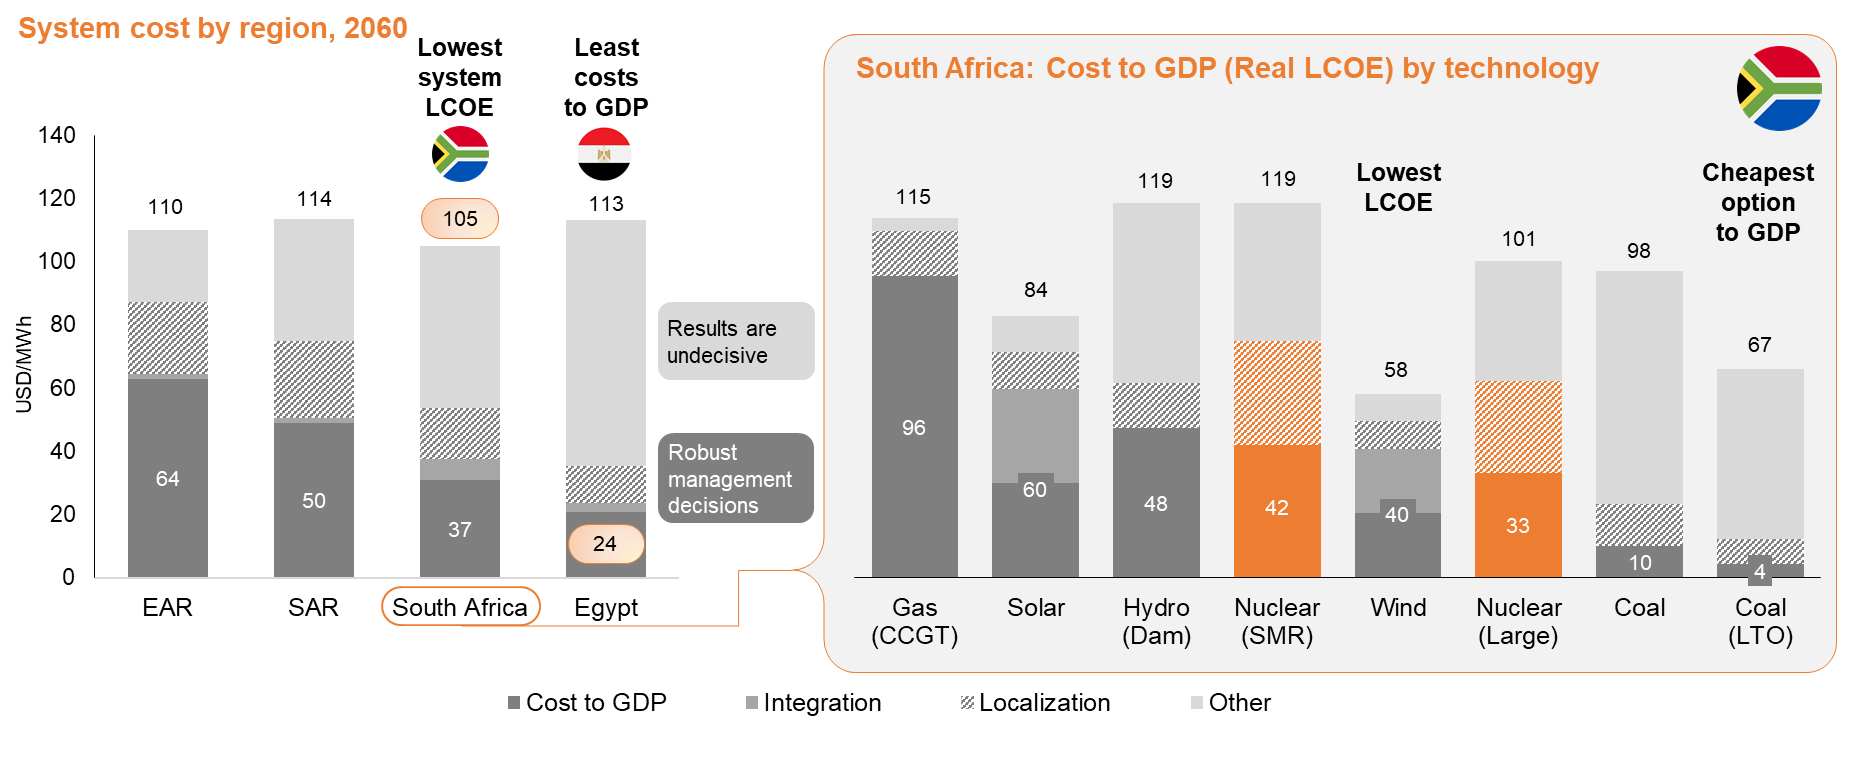 System cost by region, 2060
Lowest
system
LCOE
Least
costs
to GDP
USD/MWh
140
120
100
80
60
40
20
0
110
114
105
113
64
50
37
24
EAR
SAR
South Africa
Egypt
Results are
undecisive
Robust
management
decisions
South Africa: Cost to GDP (Real LCOE) by technology
Lowest
LCOE
Cheapest
option
to GDP
115
84
119
119
58
101
98
67
96
60
48
42
40
33
10
4
Gas
(CCGT)
Solar
Hydro
(Dam)
Nuclear
(SMR)
Wind
Nuclear
(Large)
Coal
Coal
(LTO)
Cost to GDP
Integration
Localization
Other